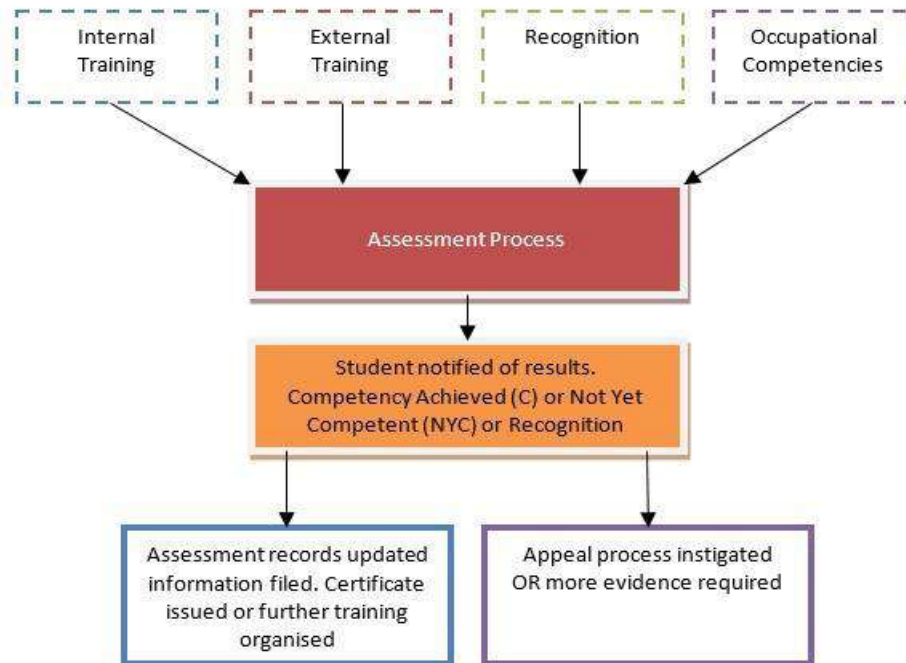 Internal
Training
External
Training
Recognition
Occupational
Competencies
Assessment Process
Student notified of results.
Competency Achieved (C) or Not Yet
Competent (NYC) or Recognition
Assessment records updated
information filed. Certificate
issued or further training
organised
Appeal process instigated
OR more evidence required